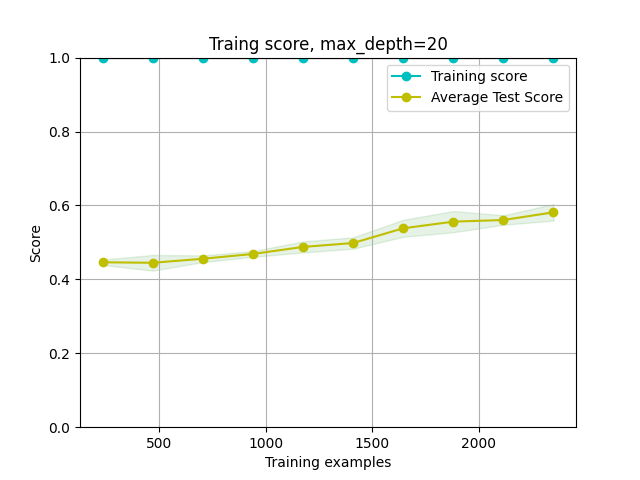 Traing score, max_depth=20
Training score
Average Test Score
1.0
0.8
0.6
0.4
0.2
0.0
Score
500 1000 1500 2000
Training examples